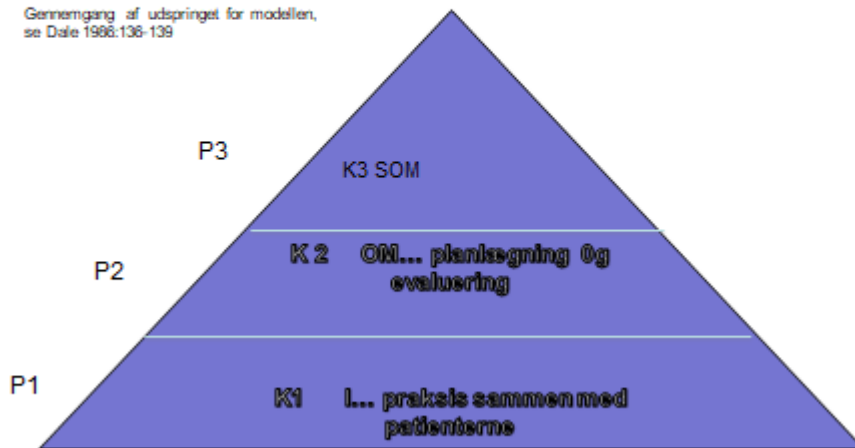 Gennemgang af udspringet for modellen,
se Dale 1986:136-139
P3
K3 SOM
K 2 OM... planlægning 0g
evaluering
P2
K1 I... praksis sammen med
patienterne
P1